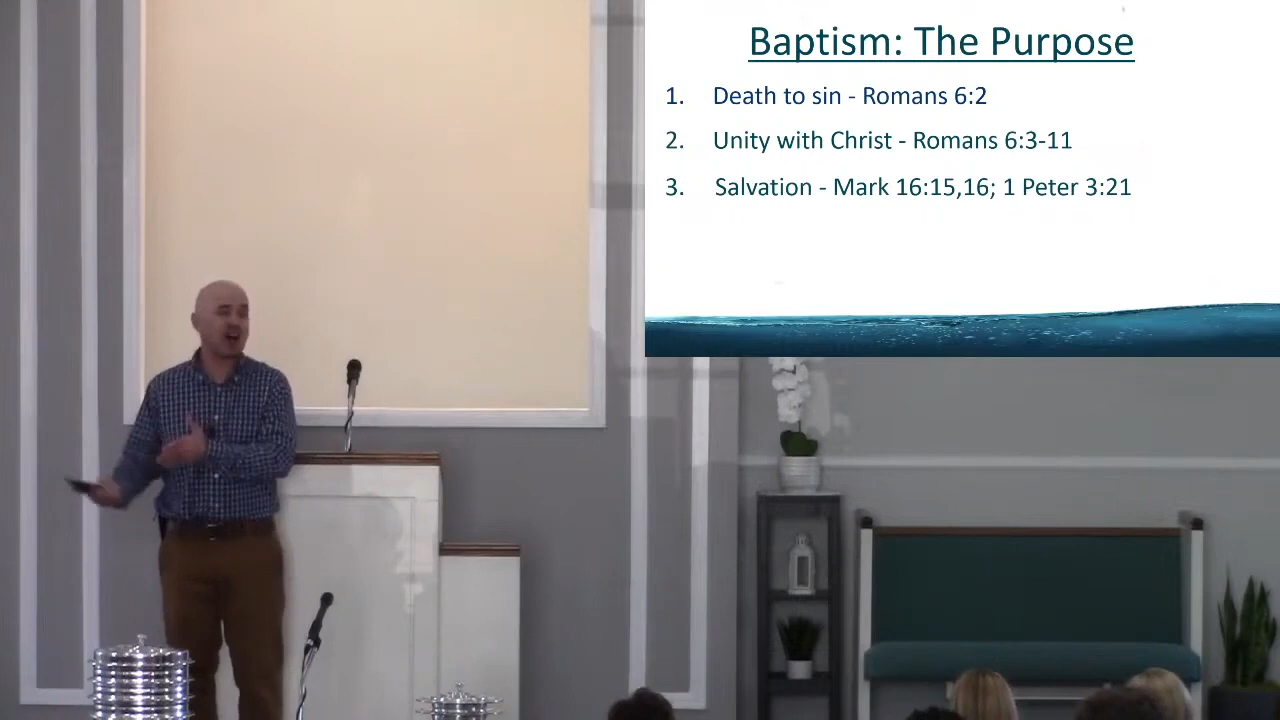 Baptism: The Purpose
1. Death to sin - Romans 6:2
2. Unity with Christ - Romans 6:3-11
3. Salvation - Mark 16:15,16; 1 Peter 3:21